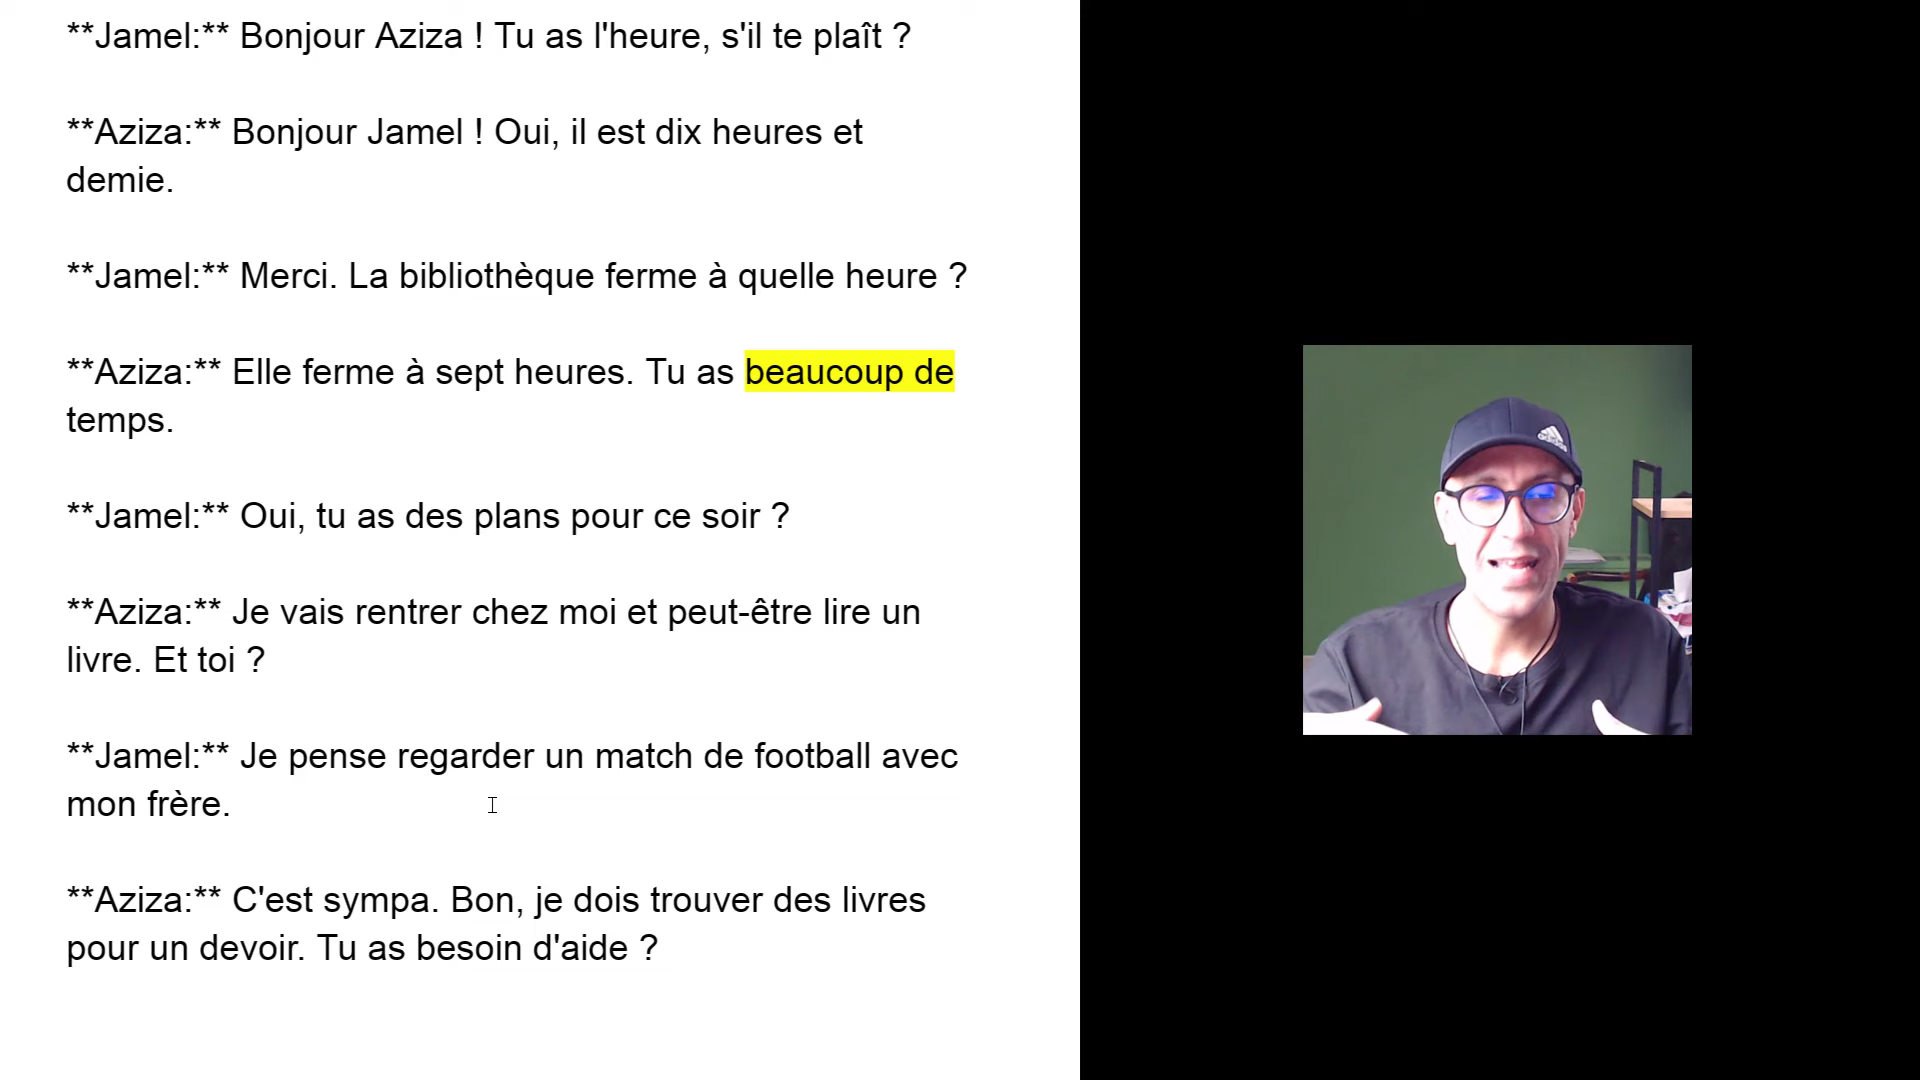 **Jamel:** Bonjour Aziza ! Tu as l'heure, s'il te plaît ?
**Aziza:** Bonjour Jamel ! Oui, il est dix heures et
demie.
**Jamel:** Merci. La bibliothèque ferme à quelle heure ?
**Aziza:** Elle ferme à sept heures. Tu as beaucoup de
temps.
**Jamel:** Oui, tu as des plans pour ce soir ?
**Aziza:** Je vais rentrer chez moi et peut-être lire un
livre. Et toi ?
**Jamel:** Je pense regarder un match de football avec
mon frère.
**Aziza:** C'est sympa. Bon, je dois trouver des livres
pour un devoir. Tu as besoin d'aide ?
adidas